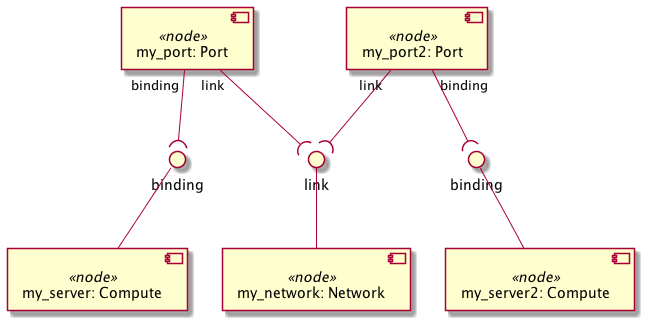 «node»
my_port: Port
«node»
my_port2: Port
binding
link
link
binding
binding
link
binding
«node»
my_server: Compute
«node»
my_network: Network
«node»
my_server2: Compute